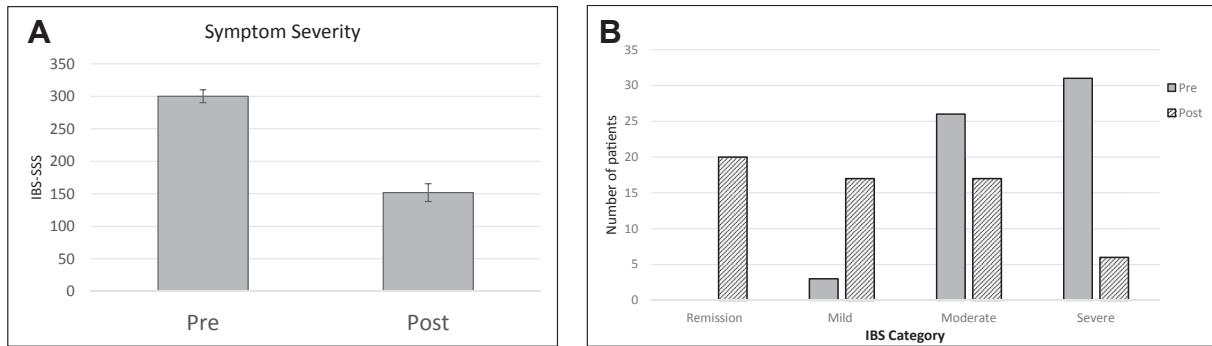 A
Symptom Severity
IBS-SSS
350
300
250
200
150
100
50
0
Pre
Post
B
Number of patients
35
30
25
20
15
10
5
0
Remission
Mild
Moderate
Severe
IBS Category
Pre
Post